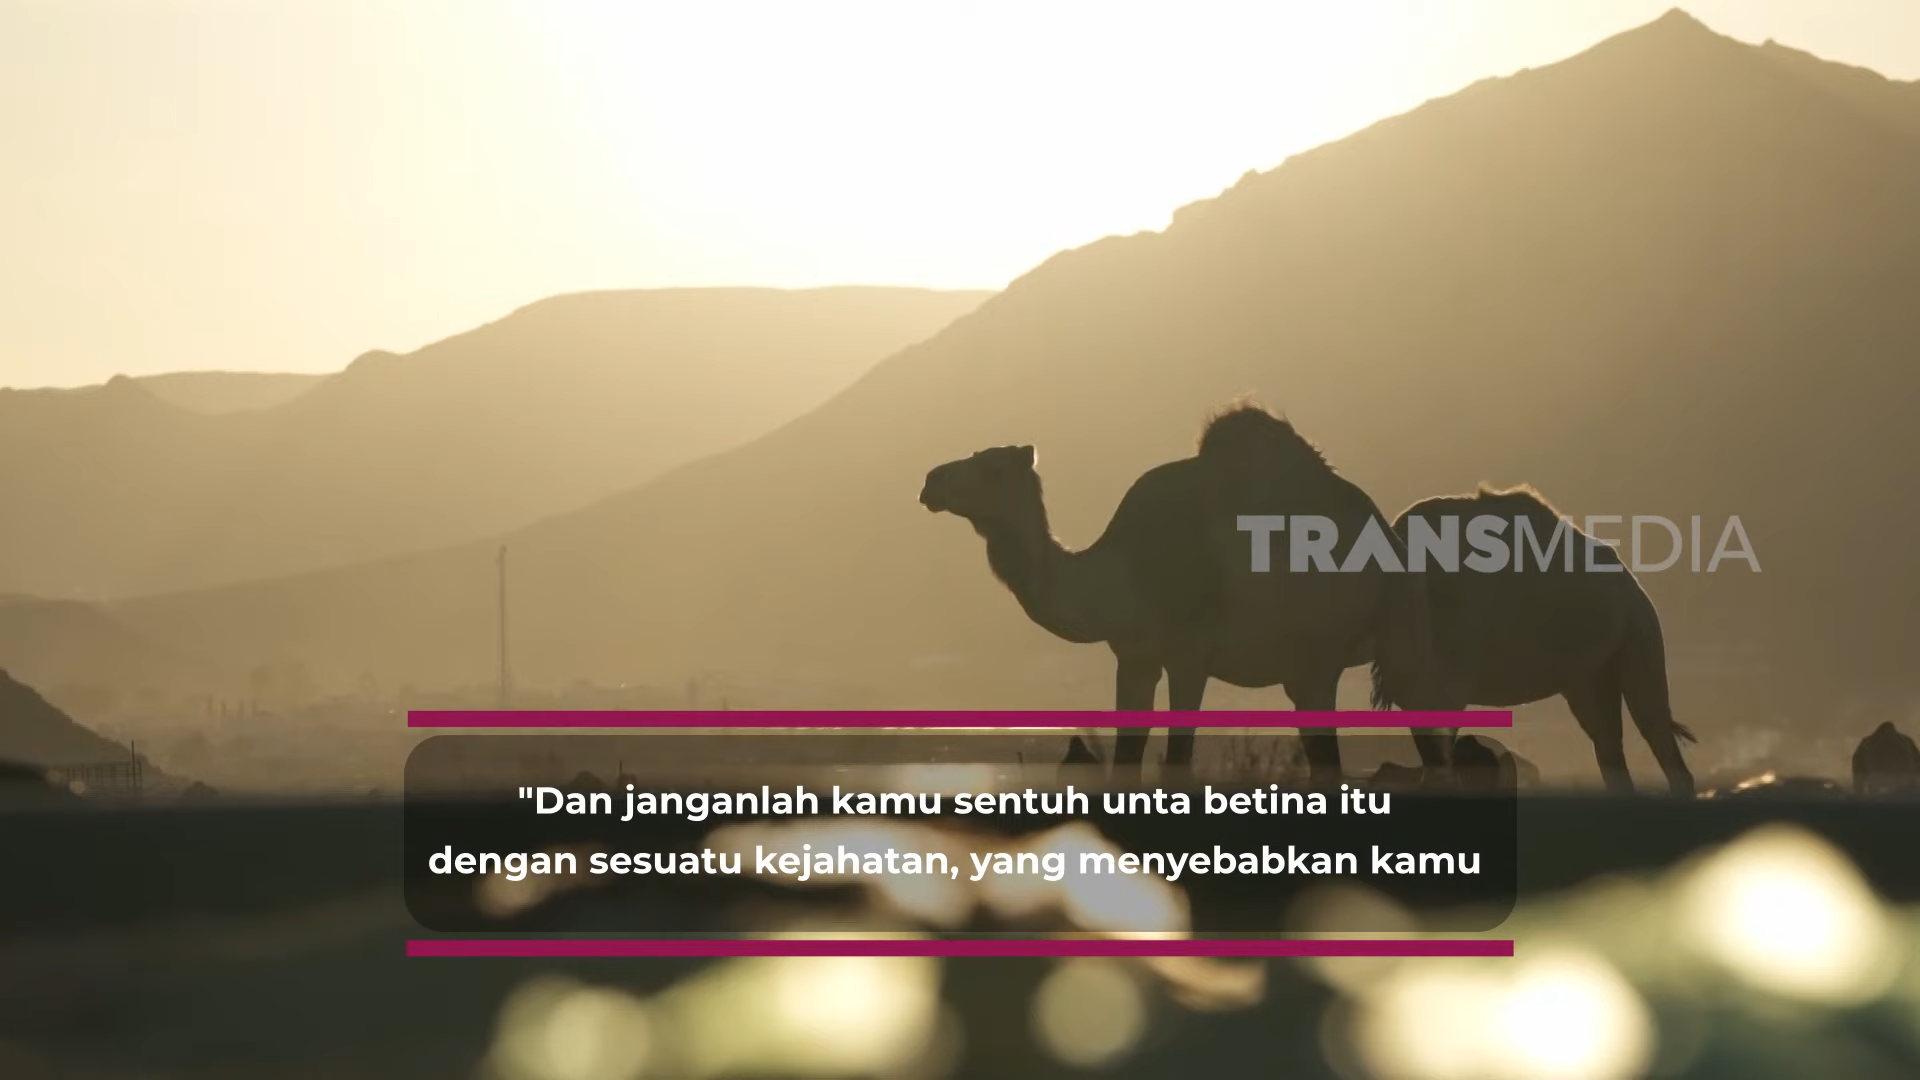 TRANSMEDIA
"Dan janganlah kamu sentuh unta betina itu
dengan sesuatu kejahatan, yang menyebabkan kamu